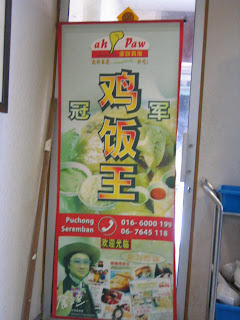 ah Paw
冠 鸡饭王 军
Puchong 016- 6000 199
Seremban 06- 7645 118
欢迎光临